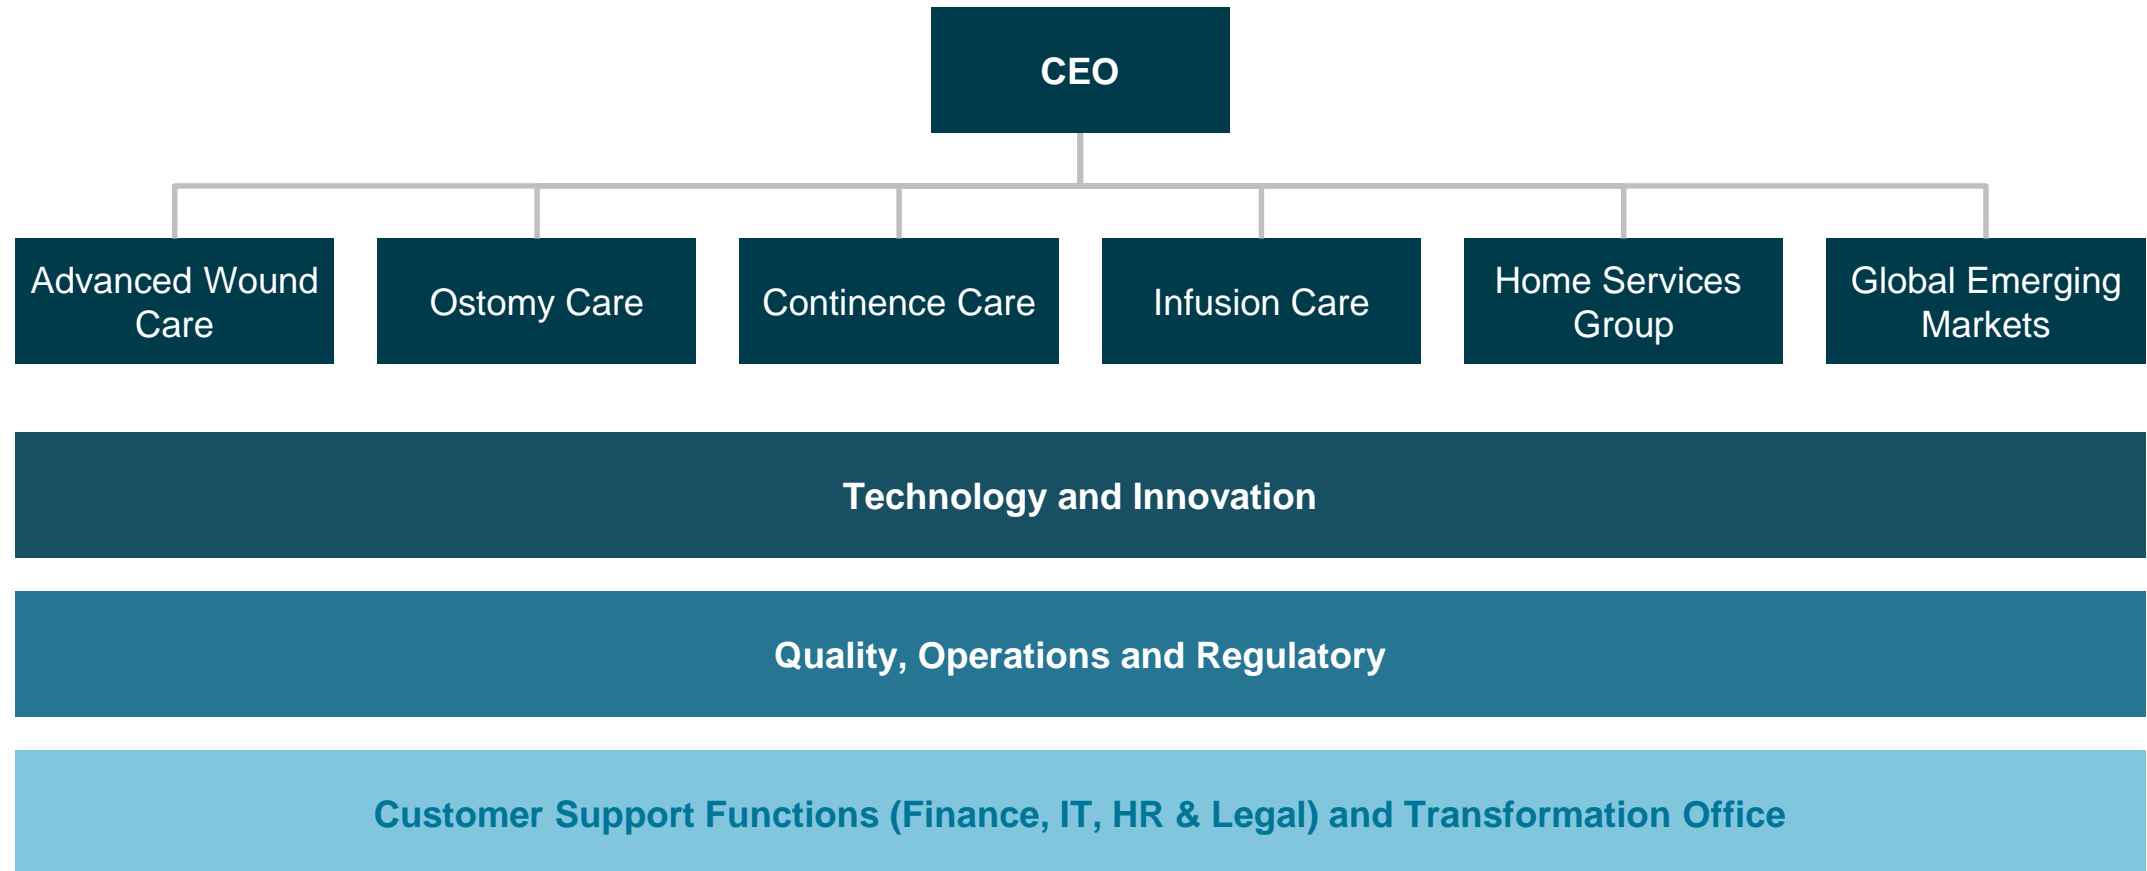 CEO
Advanced Wound
Care
Ostomy Care
Continence Care
Infusion Care
Home Services
Group
Global Emerging
Markets
Technology and Innovation
Quality, Operations and Regulatory
Customer Support Functions (Finance, IT, HR & Legal) and Transformation Office